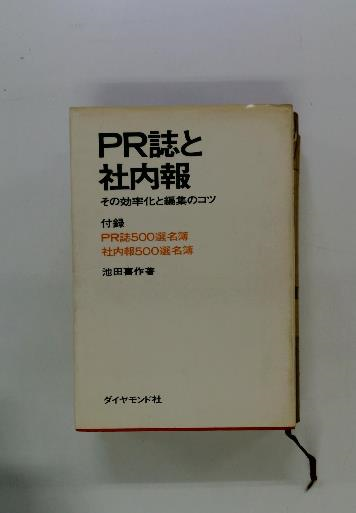 PR誌と
社内報
その効率化と編集のコツ
付録
PR誌500選名簿
社内報500選名簿
池田喜作著
ダイヤモンド社